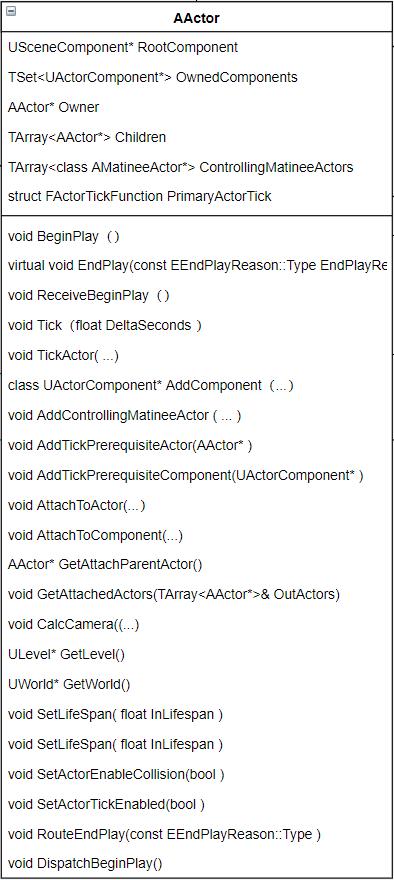 AActor
USceneComponent* RootComponent
TSet<UActorComponent*> OwnedComponents
AActor* Owner
TArray<AActor*> Children
TArray<class AMatineeActor*> ControllingMatineeActors
struct FActorTickFunction PrimaryActorTick
void BeginPlay （)
virtual void EndPlay(const EEndPlayReason::Type EndPlayRe
void ReceiveBeginPlay （)
void Tick（float DeltaSeconds ）
void TickActor( ...)
class UActorComponent* AddComponent （...）
void AddControllingMatineeActor ( ... )
void AddTickPrerequisiteActor(AActor* )
void AddTickPrerequisiteComponent(UActorComponent* )
void AttachToActor(...）
void AttachToComponent(...)
AActor* GetAttachParentActor()
void GetAttachedActors(TArray<AActor*>& OutActors)
void CalcCamera((...)
ULevel* GetLevel()
UWorld* GetWorld()
void SetLifeSpan( float InLifespan )
void SetLifeSpan( float InLifespan )
void SetActorEnableCollision(bool )
void SetActorTickEnabled(bool )
void RouteEndPlay(const EEndPlayReason::Type )
void DispatchBeginPlay()